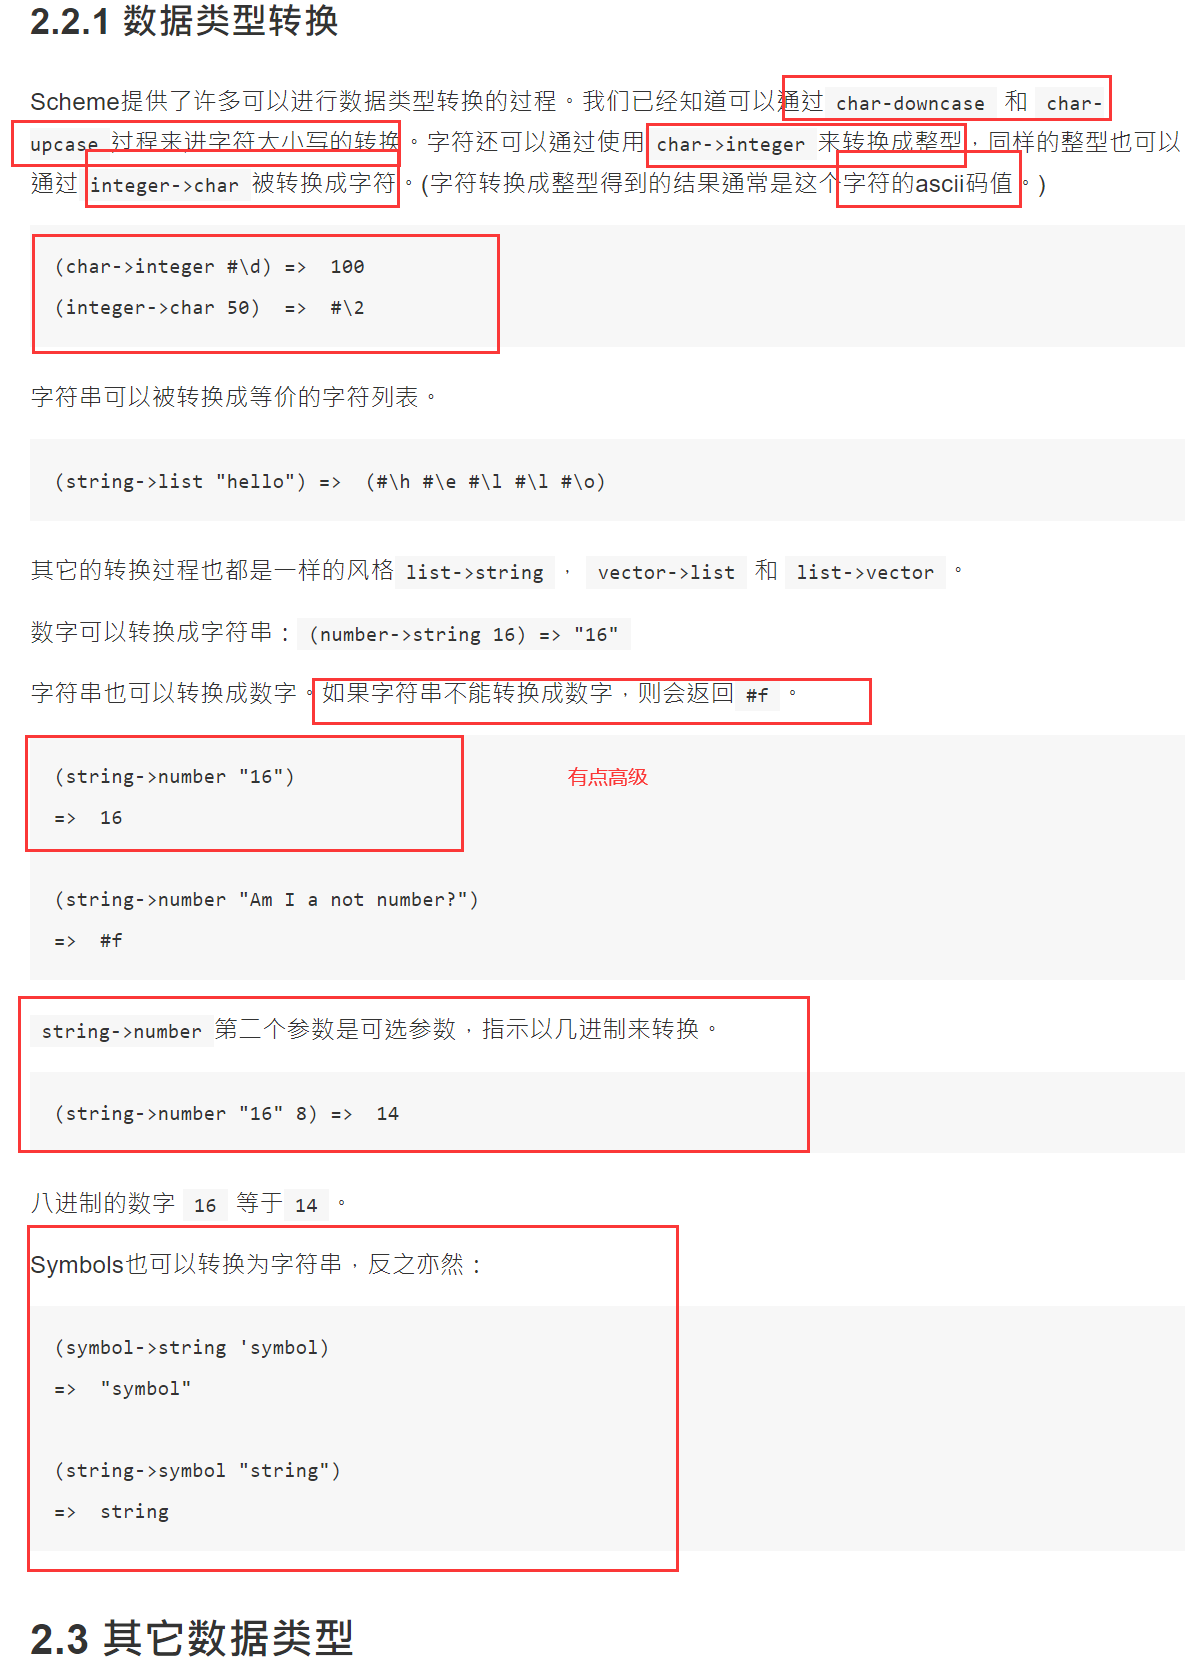 2.2.1 数据类型转换
Scheme提供了许多可以进行数据类型转换的过程。我们已经知道可以通过 char-downcase 和 char-
upcase 过程来进字符大小写的转换。字符还可以通过使用 char->integer 来转换成整型，同样的整型也可以
通过 integer->char 被转换成字符。(字符转换成整型得到的结果通常是这个字符的ascii码值。)
(char->integer #\d) =>  100
(integer->char 50)  =>  #\2
字符串可以被转换成等价的字符列表。
(string->list "hello") =>  (#\h #\e #\l #\l #\o)
其它的转换过程也都是一样的风格 list->string ， vector->list 和 list->vector 。
数字可以转换成字符串： (number->string 16) => "16"
字符串也可以转换成数字。如果字符串不能转换成数字，则会返回 #f 。
(string->number "16")
有点高级
=>  16
(string->number "Am I a not number?")
=>  #f
string->number 第二个参数是可选参数，指示以几进制来转换。
(string->number "16" 8) =>  14
八进制的数字 16 等于 14 。
Symbols也可以转换为字符串，反之亦然：
(symbol->string 'symbol)
=>  "symbol"
(string->symbol "string")
=>  string
2.3 其它数据类型